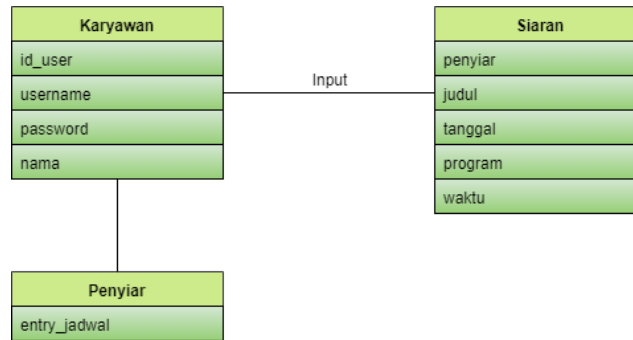 Karyawan
id_user
username
password
nama
Input
Siaran
penyiar
judul
tanggal
program
waktu
Penyiar
entry_jadwal